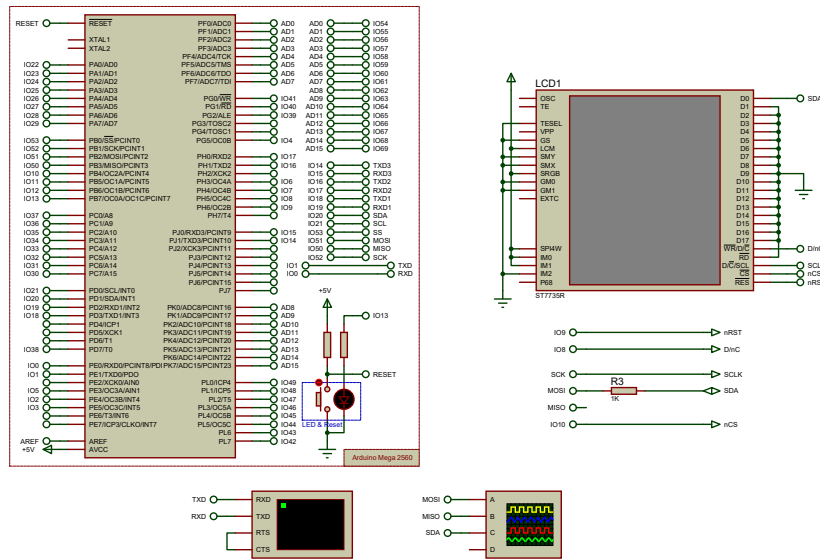 RESET
RESET
XTAL1
XTAL2
IO22 PA0/AD0
IO23 PA1/AD1
IO24 PA2/AD2
IO25 PA3/AD3
IO26 PA4/AD4
IO27 PA5/AD5
IO28 PA6/AD6
IO29 PA7/AD7
IO53 PB0/SS/PCINT0
IO52 PB1/SCK/PCINT1
IO51 PB2/MOSI/PCINT2
IO50 PB3/MISO/PCINT3
IO10 PB4/OC2A/PCINT4
IO11 PB5/OC1A/PCINT5
IO12 PB6/OC1B/PCINT6
IO13 PB7/OC0A/OC1C/PCINT7
IO37 PC0/A8
IO36 PC1/A9
IO35 PC2/A10
IO34 PC3/A11
IO33 PC4/A12
IO32 PC5/A13
IO31 PC6/A14
IO30 PC7/A15
IO21 PD0/SCL/INT0
IO20 PD1/SDA/INT1
IO19 PD2/RXD1/INT2
IO18 PD3/TXD1/INT3
PD4/ICP1
PD5/XCK1
PD6/T1
IO38 PD7/T0
IO0 PE0/RXD0/PCINT8/PDI
IO1 PE1/TXD0/PDO
PE2/XCK0/AIN0
IO5 PE3/OC3A/AIN1
IO2 PE4/OC3B/INT4
IO3 PE5/OC3C/INT5
PE6/T3/INT6
PE7/ICP3/CLKO/INT7
AREF AREF
+5V AVCC
PF0/ADC0 AD0
PF1/ADC1 AD1
PF2/ADC2 AD2
PF3/ADC3 AD3
PF4/ADC4/TCK AD4
PF5/ADC5/TMS AD5
PF6/ADC6/TDO AD6
PF7/ADC7/TDI AD7
PG0/WR IO41
PG1/RD IO40
PG2/ALE IO39
PG3/TOSC2
PG4/TOSC1
PG5/OC0B IO4
PH0/RXD2 IO17
PH1/TXD2 IO16
PH2/XCK2
PH3/OC4A IO6
PH4/OC4B IO7
PH5/OC4C IO8
PH6/OC2B IO9
PH7/T4
PJ0/RXD3/PCINT9 IO15
PJ1/TXD3/PCINT10 IO14
PJ2/XCK3/PCINT11
PJ3/PCINT12
PJ4/PCINT13
PJ5/PCINT14
PJ6/PCINT15
PJ7
PK0/ADC8/PCINT16 AD8
PK1/ADC9/PCINT17 AD9
PK2/ADC10/PCINT18 AD10
PK3/ADC11/PCINT19 AD11
PK4/ADC12/PCINT20 AD12
PK5/ADC13/PCINT21 AD13
PK6/ADC14/PCINT22 AD14
PK7/ADC15/PCINT23 AD15
PL0/ICP4 IO49
PL1/ICP5 IO48
PL2/T5 IO47
PL3/OC5A IO46
PL4/OC5B IO45
PL5/OC5C IO44
PL6 IO43
PL7 IO42
AD0 IO54
AD1 IO55
AD2 IO56
AD3 IO57
AD4 IO58
AD5 IO59
AD6 IO60
AD7 IO61
AD8 IO62
AD9 IO63
AD10 IO64
AD11 IO65
AD12 IO66
AD13 IO67
AD14 IO68
AD15 IO69
IO14 TXD3
IO15 RXD3
IO16 TXD2
IO17 RXD2
IO18 TXD1
IO19 RXD1
IO20 SDA
IO21 SCL
IO53 SS
IO51 MOSI
IO50 MISO
IO52 SCK
IO1 TXD
IO0 RXD
+5V
IO13
RESET
LED & Reset
Arduino Mega 2560
LCD1
OSC
TE
TESEL
VPP
GS
LCM
SMY
SMX
SRGB
GM0
GM1
EXTC
SPI4W
IM0
IM1
IM2
P68
D0 SDA
D1
D2
D3
D4
D5
D6
D7
D8
D9
D10
D11
D12
D13
D14
D15
D16
D17
WR/D/C
RD
D/C/SCL
CS
RES
ST7735R
IO9 nRST
IO8 D/nC
SCK SCLK
MOSI R3 SDA
1K
MISO
IO10 nCS
TXD RXD
RXD TXD
RTS
CTS
MOSI A
MISO B
SDA C
D